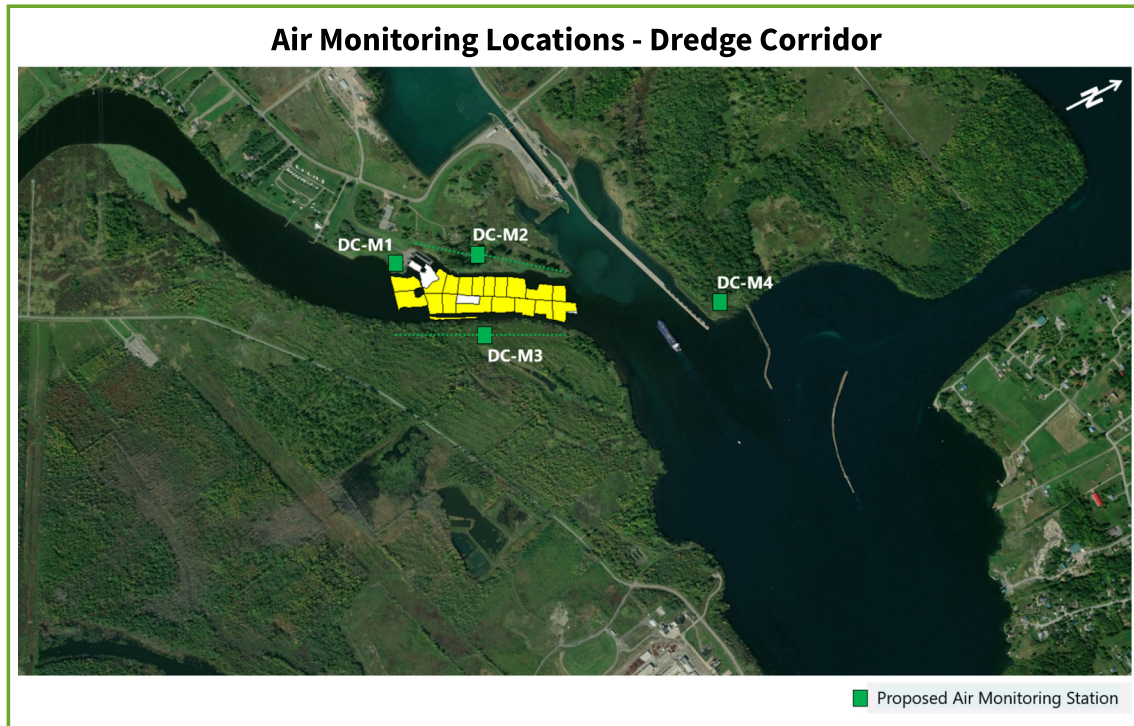 Air Monitoring Locations - Dredge Corridor
N
DC-M1
DC-M2
DC-M4
DC-M3
Proposed Air Monitoring Station